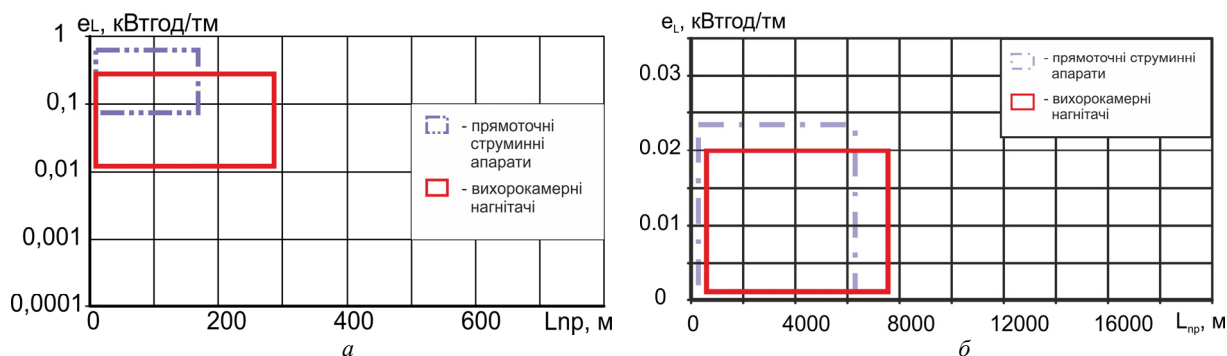 eL, кВтгод/тм
1
0,1
0,01
0,001
0,0001
0
200
400
600
Lnp, м
- прямоточні
струминні
апарати
- вихорокамерні
нагнітачі
а
eL, кВтгод/тм
0.03
0.02
0.01
0
0
4000
8000
12000
16000
Lnp, м
- прямоточні струминні
апарати
- вихорокамерні
нагнітачі
б